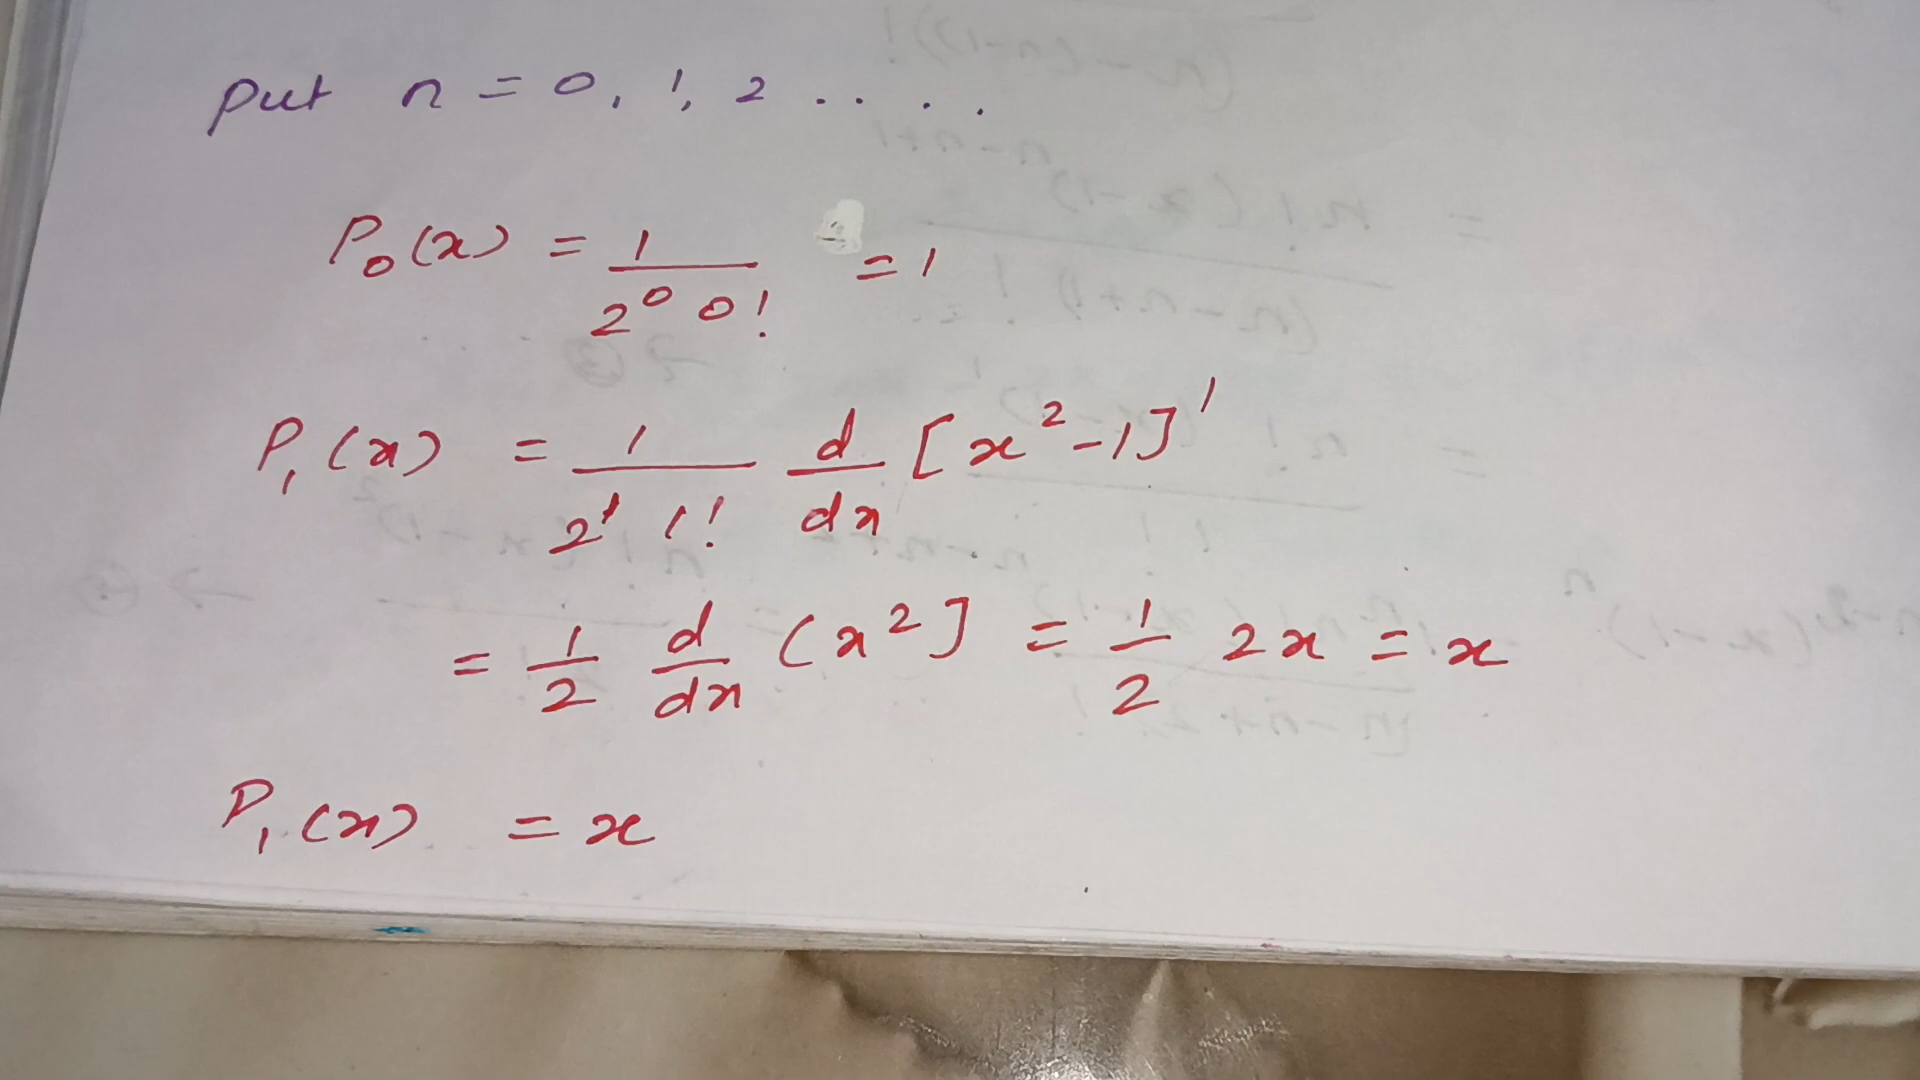 put n = 0, 1, 2 . . . .
P₀(x) = 1 / 2⁰ 0! = 1
P₁(x) = 1 / 2¹ 1! d/dx [x² - 1]¹
= 1/2 d/dx (x²] = 1/2 2x = x
P₁(x) = x